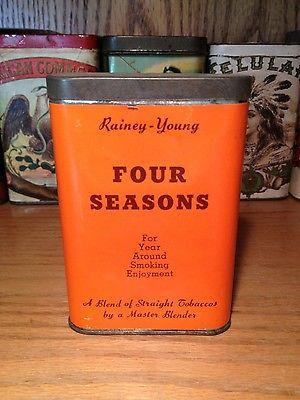 Rainey-Young
FOUR
SEASONS
For
Year
Around
Smoking
Enjoyment
A Blend of Straight Tobaccos
by a Master Blender